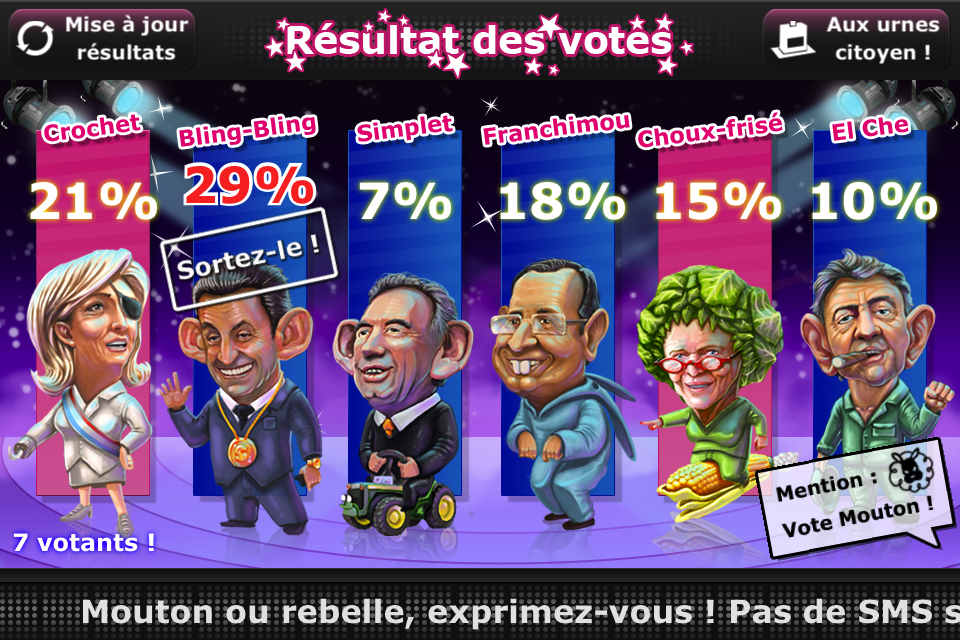 Mise à jour
résultats
Résultat des votes
Aux urnes
citoyen !
Crochet
Bling-Bling
Simplet
Franchimou
Choux-frisé
El Che
21%
29%
7%
18%
15%
10%
Sortez-le !
Mention :
Vote Mouton !
7 votants !
Mouton ou rebelle, exprimez-vous ! Pas de SMS s